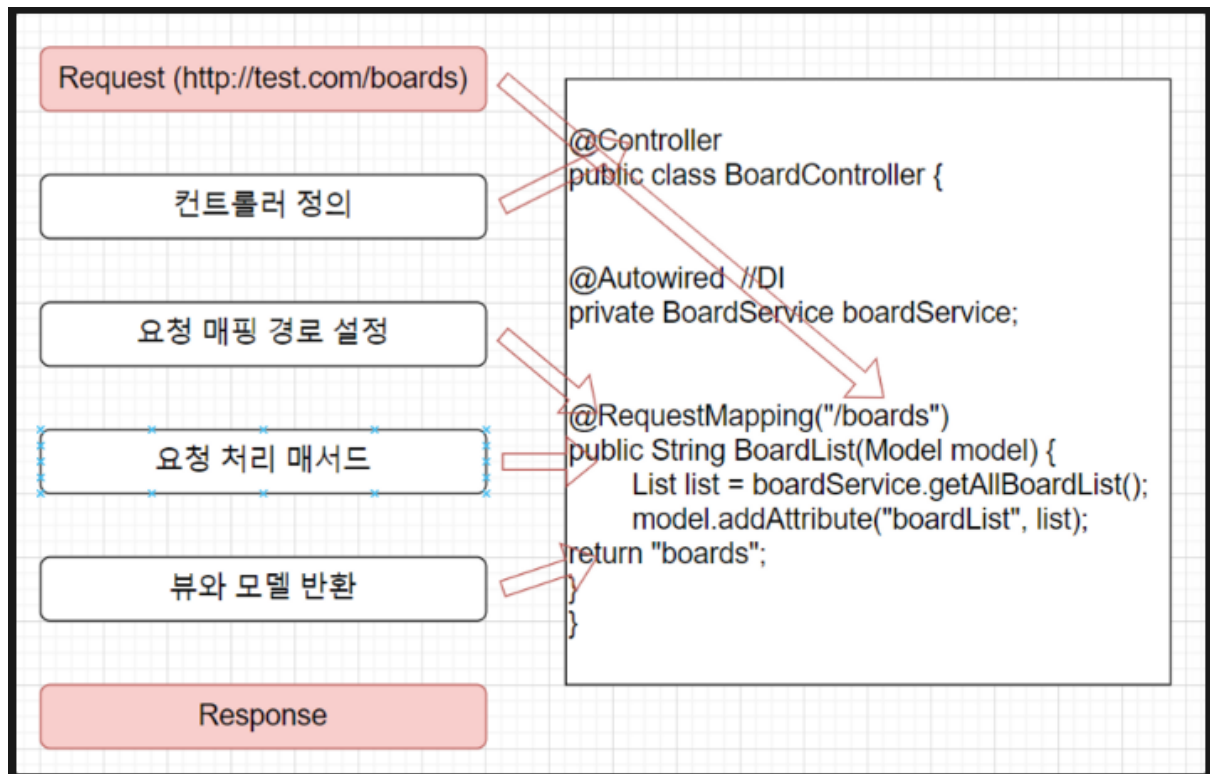 Request (http://test.com/boards)
컨트롤러 정의
요청 매핑 경로 설정
요청 처리 매서드
뷰와 모델 반환
Response
@Controller
public class BoardController {
@Autowired //DI
private BoardService boardService;
@RequestMapping("/boards")
public String BoardList(Model model) {
List list = boardService.getAllBoardList();
model.addAttribute("boardList", list);
return "boards";
}
}